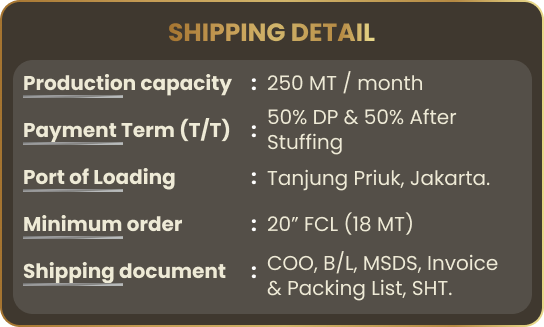 SHIPPING DETAIL
Production capacity : 250 MT / month
Payment Term (T/T) : 50% DP & 50% After
Stuffing
Port of Loading : Tanjung Priuk, Jakarta.
Minimum order : 20” FCL (18 MT)
Shipping document : COO, B/L, MSDS, Invoice
& Packing List, SHT.